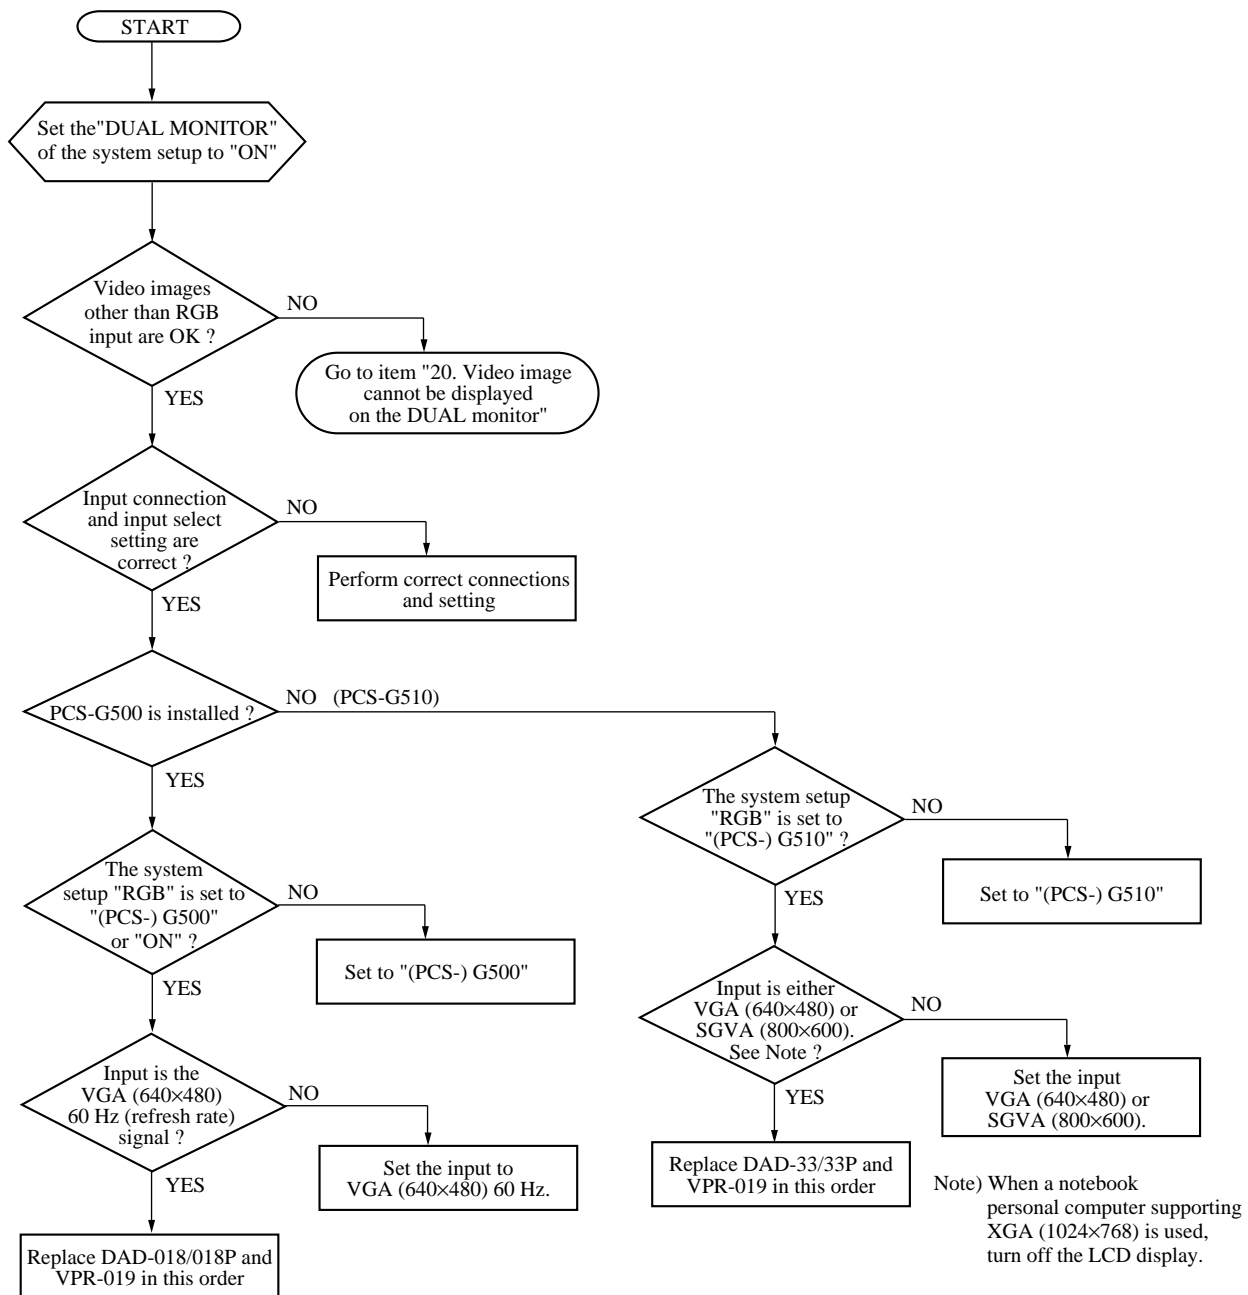 START
Set the"DUAL MONITOR"
of the system setup to "ON"
Video images
other than RGB
input are OK ?
NO
YES
Go to item "20. Video image
cannot be displayed
on the DUAL monitor"
Input connection
and input select
setting are
correct ?
NO
YES
Perform correct connections
and setting
PCS-G500 is installed ?
NO (PCS-G510)
YES
The system
setup "RGB" is set to
"(PCS-) G500"
or "ON" ?
NO
YES
Set to "(PCS-) G500"
Input is the
VGA (640×480)
60 Hz (refresh rate)
signal ?
NO
YES
Set the input to
VGA (640×480) 60 Hz.
Replace DAD-018/018P and
VPR-019 in this order
The system setup
"RGB" is set to
"(PCS-) G510" ?
NO
YES
Set to "(PCS-) G510"
Input is either
VGA (640×480) or
SGVA (800×600).
See Note ?
NO
YES
Set the input
VGA (640×480) or
SGVA (800×600).
Replace DAD-33/33P and
VPR-019 in this order
Note) When a notebook
personal computer supporting
XGA (1024×768) is used,
turn off the LCD display.